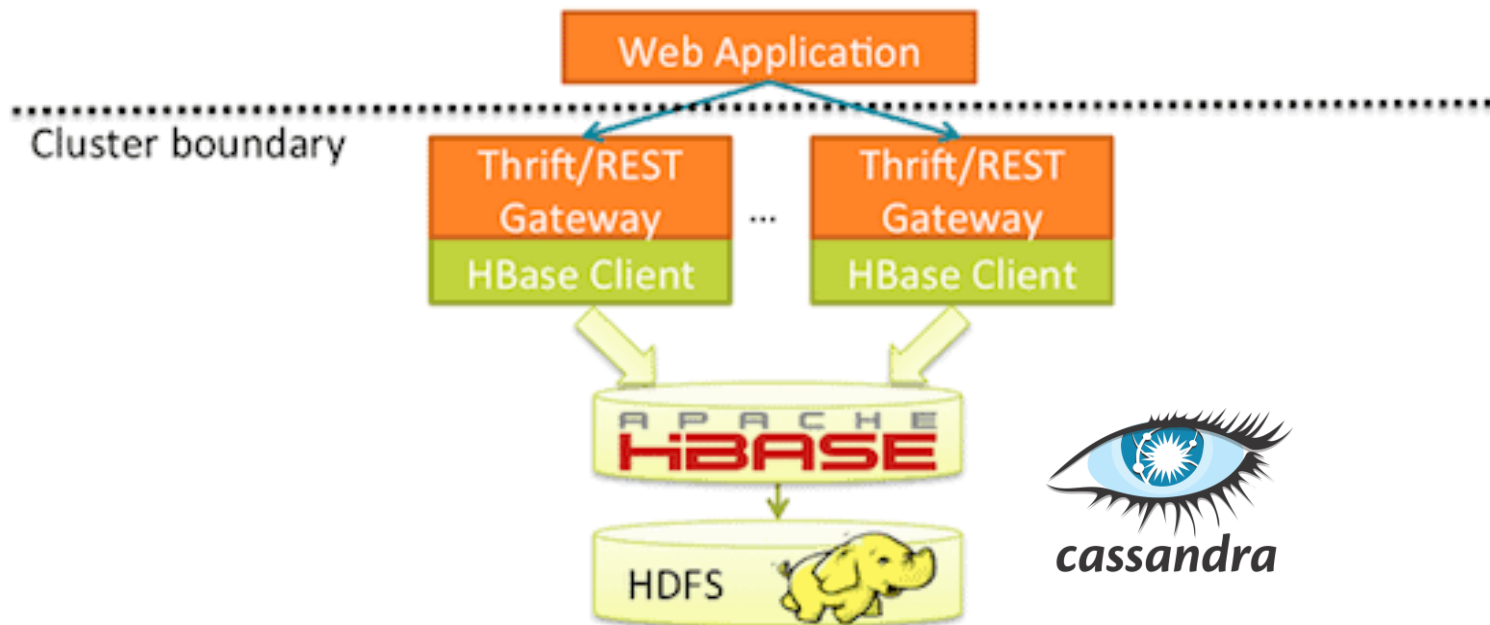 Web Application
Cluster boundary
Thrift/REST
Gateway
HBase Client
...
Thrift/REST
Gateway
HBase Client
APACHE
HBASE
HDFS
cassandra